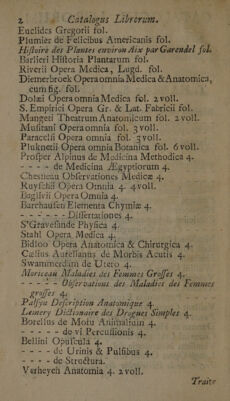 2 Catalogus Librorum.
Euclides Gregorii fol.
Plumier de Felicibus Americanis fol.
Histoire des Plantes environ Aix par Garendel fol.
Barlieri Historia Plantarum fol.
Riverii Opera Medica, Lugd. fol.
Diemerbroek Opera omnia Medica & Anatomica,
cum fig. fol.
Dolæi Opera omnia Medica fol. 2 voll.
S. Empirici Opera Gr. & Lat. Fabricii fol.
Mangeti Theatrum Anatomicum fol. 2 voll.
Musitani Opera omnia fol. 3 voll.
Paracelsi Opera omnia fol. 3 voll.
Pluknetii Opera omnia Botanica fol. 6 voll.
Prosper Alpinus de Medicina Methodica 4.
- - - - de Medicina Ægyptiorum 4.
Chesneau Observationes Medicæ 4.
Ruyschii Opera Omnia 4. 4 voll.
Baglivii Opera Omnia 4.
Barchausen Elementa Chymiæ 4.
- - - - - - Dissertationes 4.
S'Gravesande Physica 4.
Stahl Opera Medica 4.
Bidloo Opera Anatomica & Chirurgica 4.
Cælius Aurelianus de Morbis Acutis 4.
Swammerdam de Utero 4.
Moriceau Maladies des Femmes Grosses 4.
- - - - - - Observations des Maladies des Femmes
grosses 4.
Palfyn Description Anatomique 4.
Lemery Dictionaire des Drogues Simples 4.
Borellus de Motu Animalium 4.
- - - - - de vi Percussionis 4.
Bellini Opuscula 4.
- - - - de Urinis & Pulsibus 4.
- - - - de Structura.
Verheyen Anatomia 4. 2 voll.
Traite